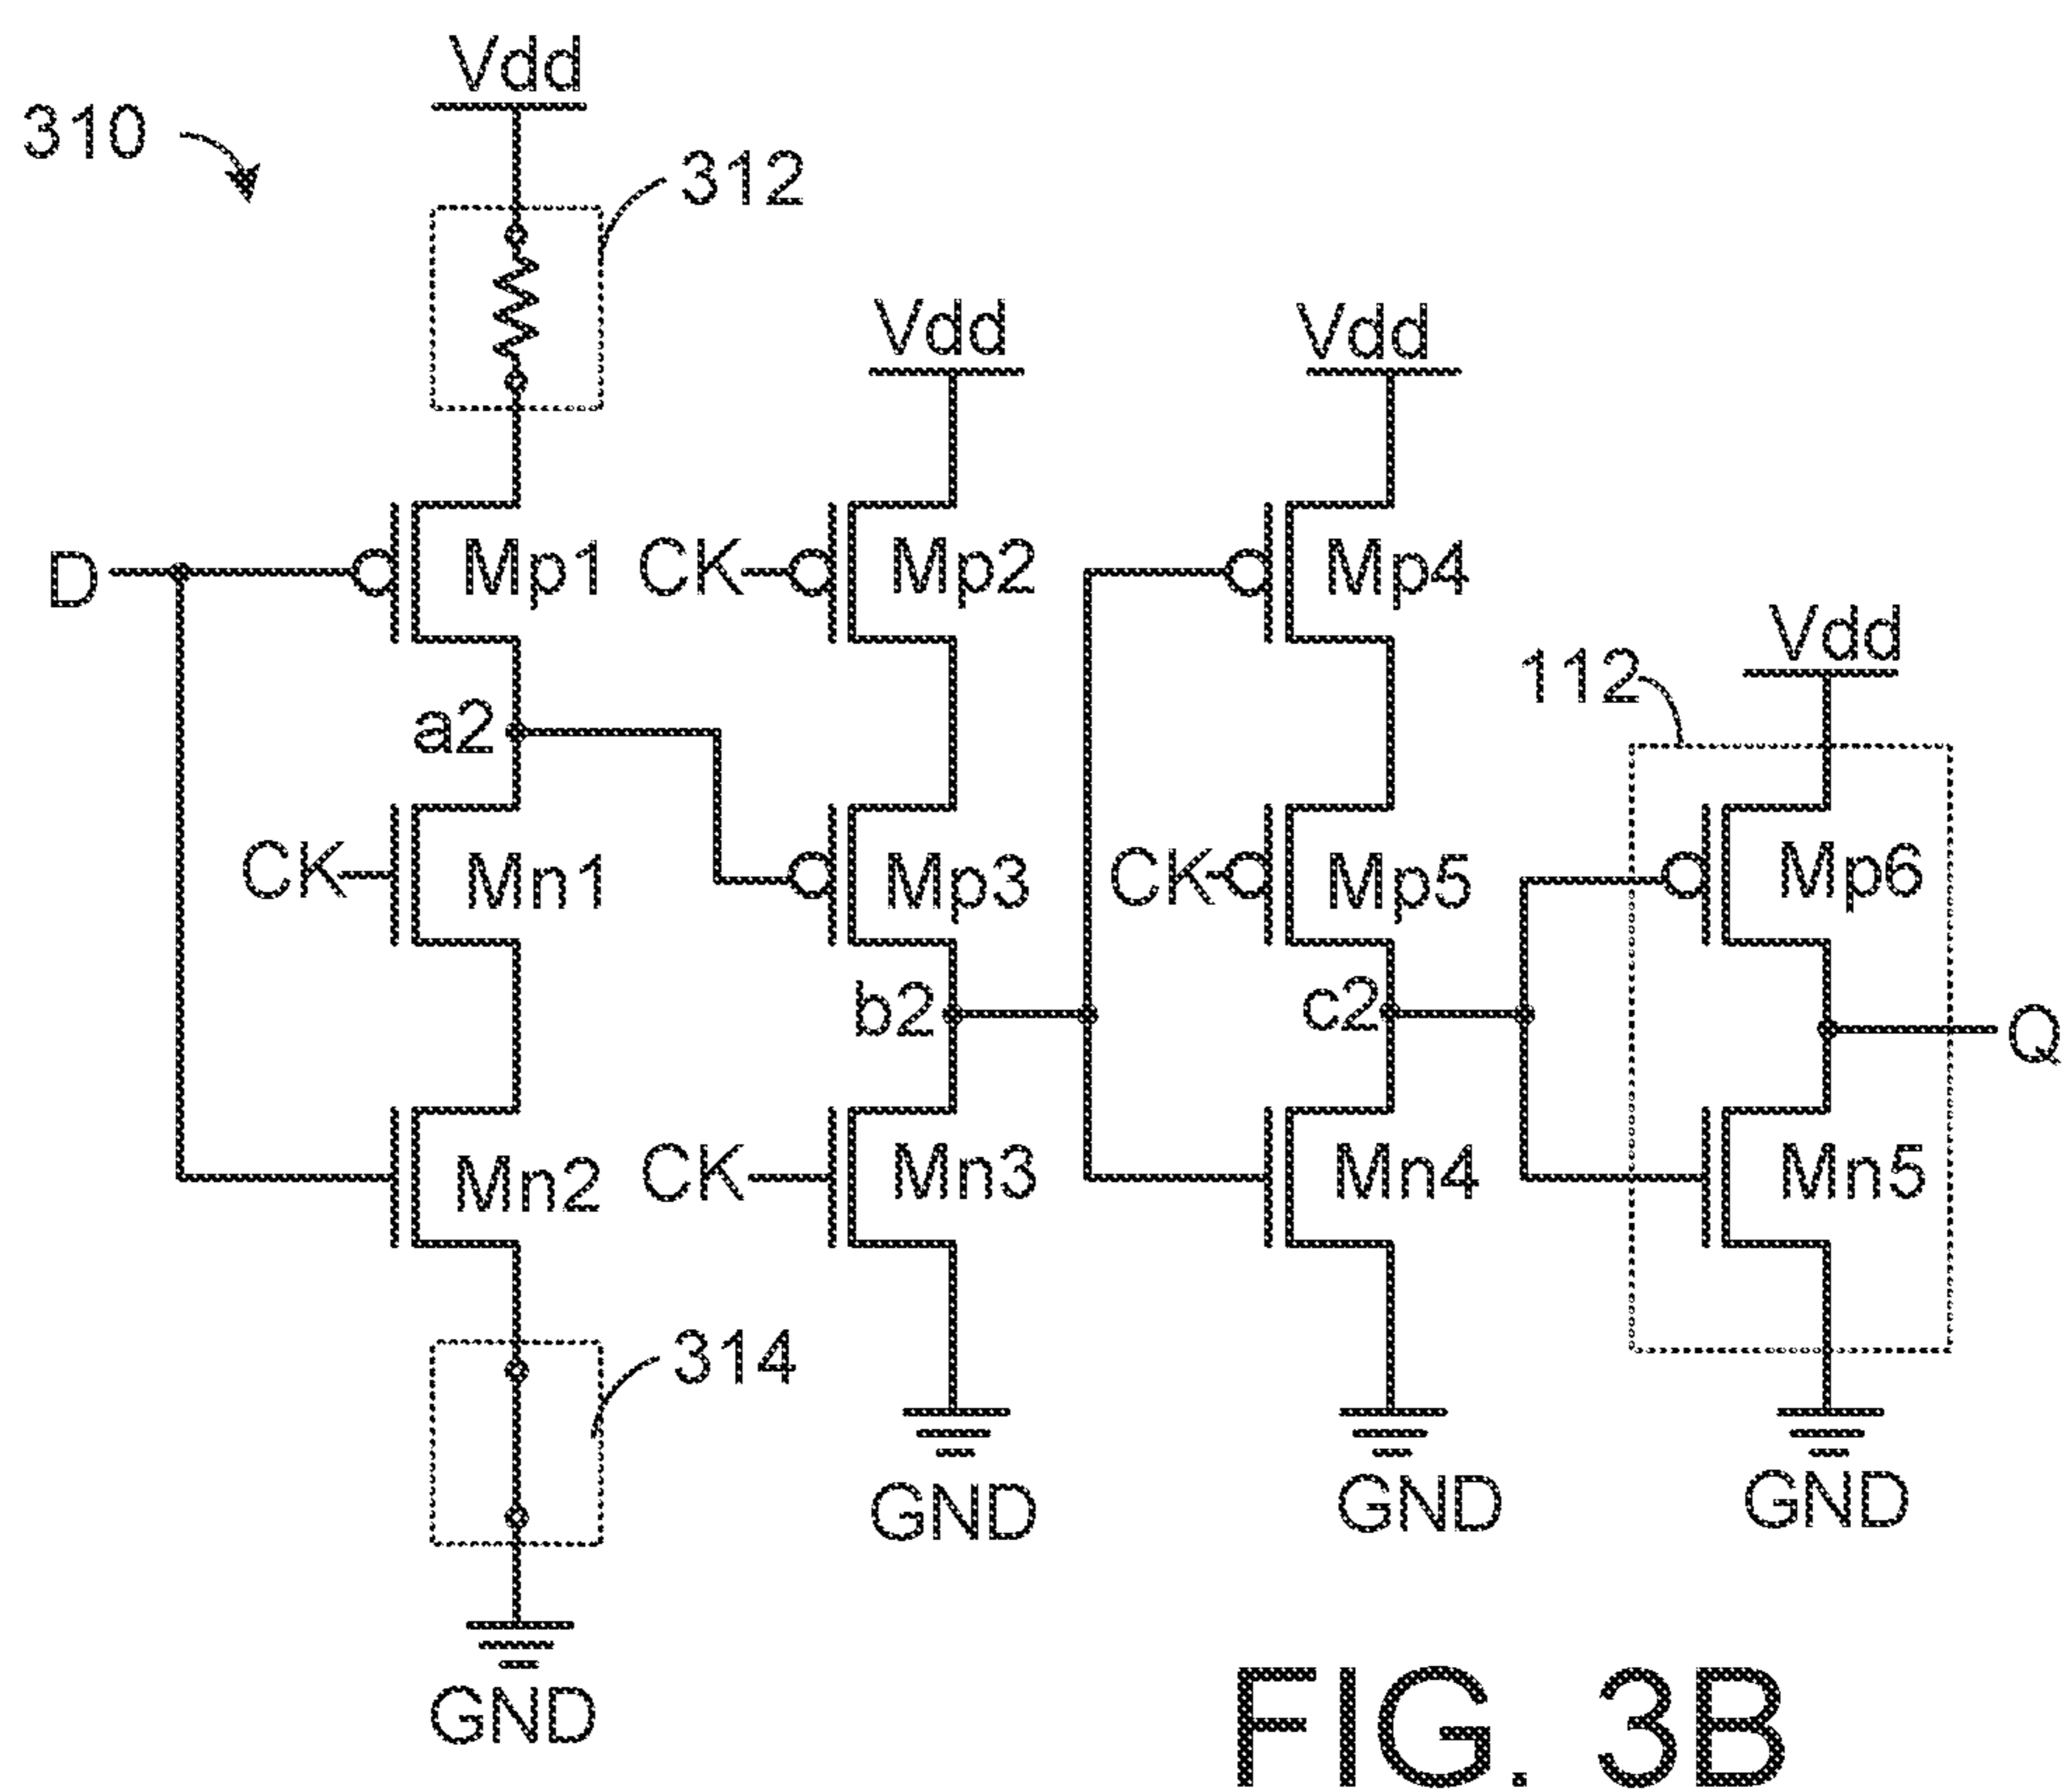 Vdd
310
312
Vdd
Vdd
D
Mp1
CK
Mp2
Mp4
Vdd
112
a2
CK
Mn1
Mp3
CK
Mp5
Mp6
b2
c2
Q
Mn2
CK
Mn3
Mn4
Mn5
314
GND
GND
GND
GND
FIG. 3B